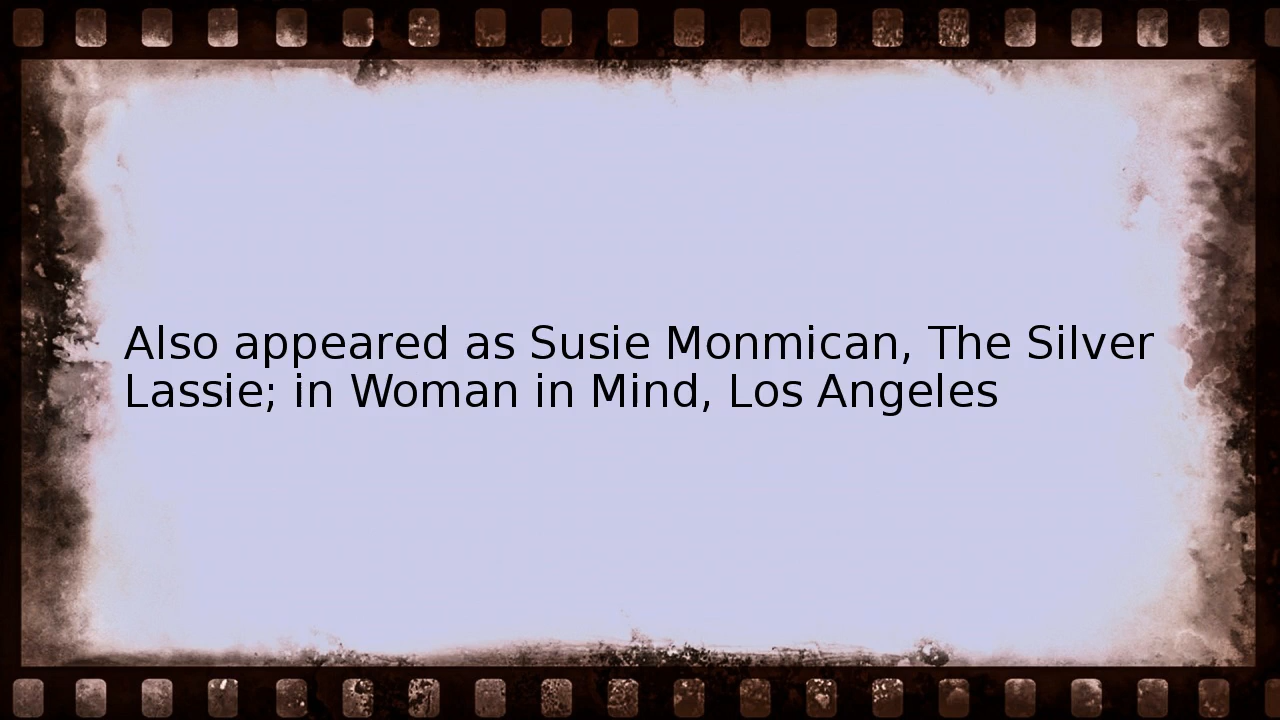 Also appeared as Susie Monmican, The Silver
Lassie; in Woman in Mind, Los Angeles